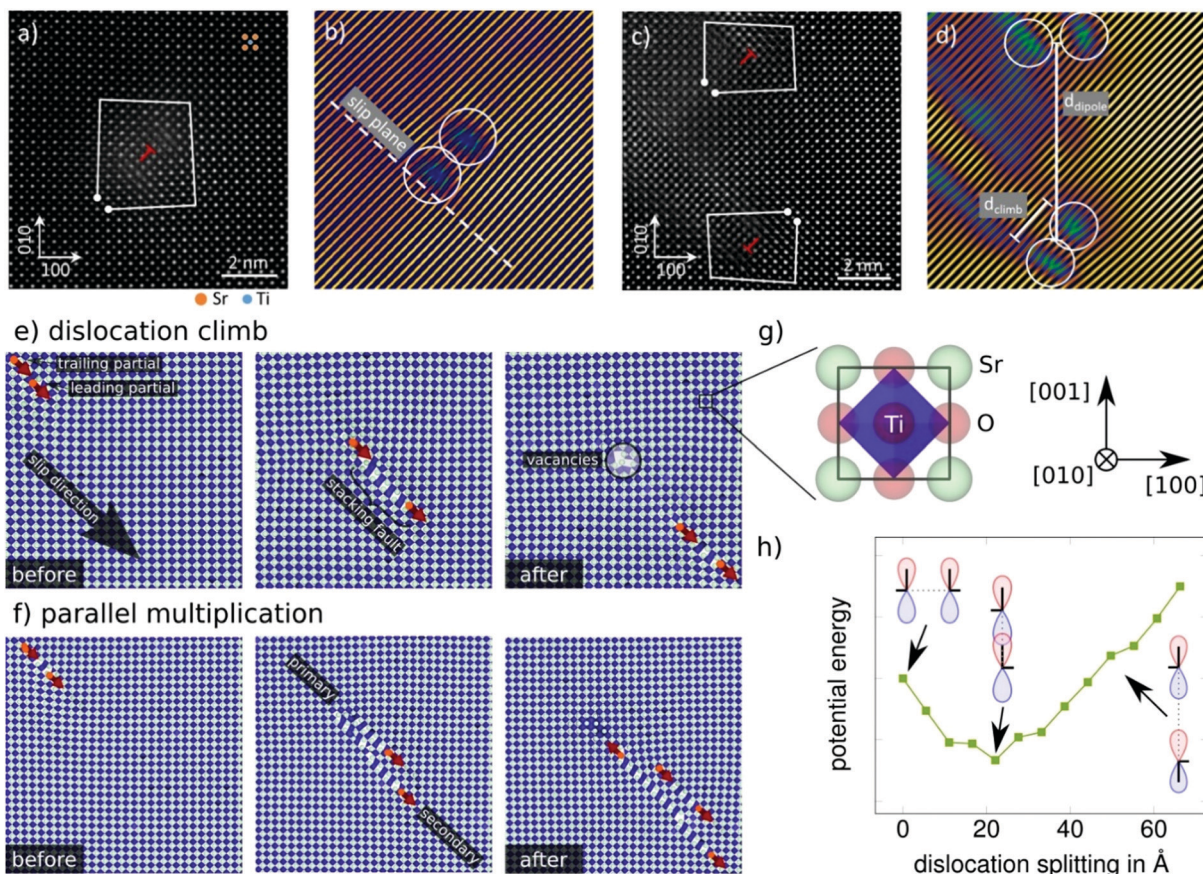 a)
010
100
2 nm
Sr
Ti
b)
slip plane
c)
010
100
2 nm
d)
d_dipole
d_climb
e) dislocation climb
trailing partial
leading partial
slip direction
before
stacking fault
vacancies
after
f) parallel multiplication
before
primary
secondary
after
g)
Sr
Ti
O
[001]
[010]
[100]
h)
potential energy
0
20
40
60
dislocation splitting in Å